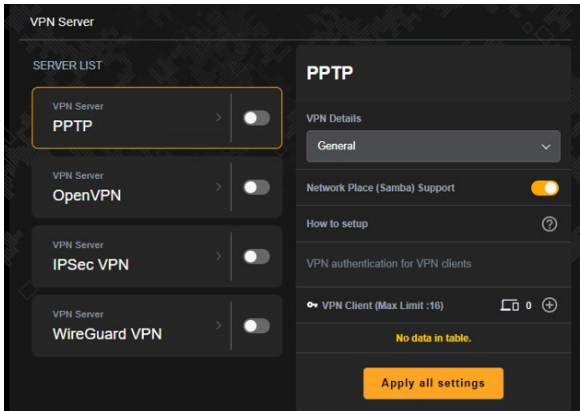 VPN Server
SERVER LIST
VPN Server
PPTP
VPN Server
OpenVPN
VPN Server
IPSec VPN
VPN Server
WireGuard VPN
PPTP
VPN Details
General
Network Place (Samba) Support
How to setup
?
VPN authentication for VPN clients
VPN Client (Max Limit :16)
0
No data in table.
Apply all settings